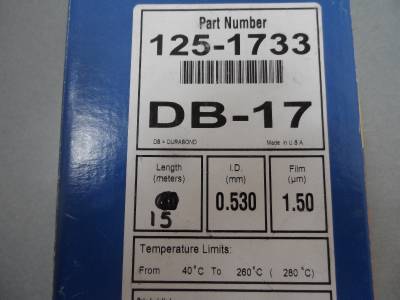 Part Number
125-1733
DB-17
DB = DURABOND Made in U S A
Length (meters)
15
I.D. (mm)
0.530
Film (µm)
1.50
Temperature Limits:
From 40°C To 260°C ( 280°C)